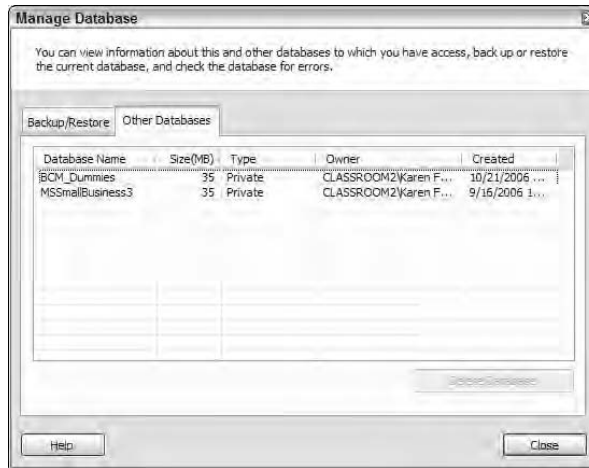 Manage Database
You can view information about this and other databases to which you have access, back up or restore
the current database, and check the database for errors.
Backup/Restore Other Databases
Database Name Size(MB) Type Owner Created
BCM_Dummies 35 Private CLASSROOM2\Karen F... 10/21/2006 ...
MSSmallBusiness3 35 Private CLASSROOM2\Karen F... 9/16/2006 1...
Delete Database
Help Close